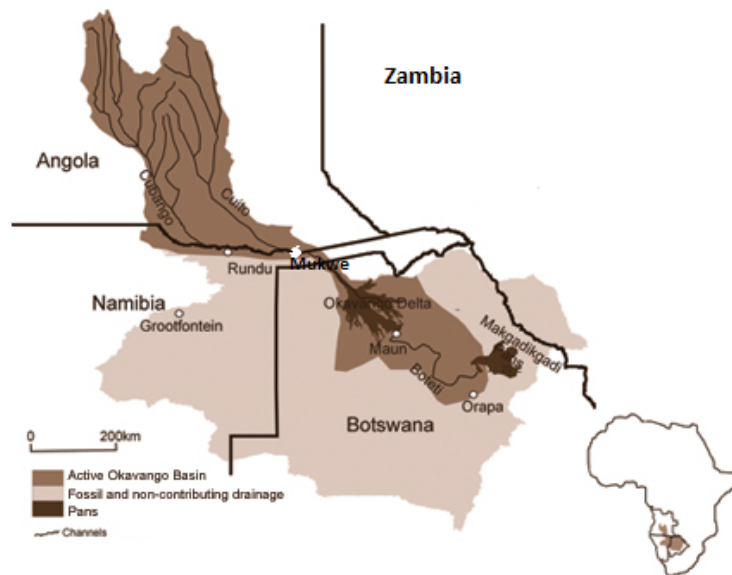 Zambia
Angola
Cubango
Cuito
Rundu
Mukwe
Namibia
Grootfontein
Okavango Delta
Maun
Makgadikgadi
Boteti
Orapa
Botswana
0 200km
Active Okavango Basin
Fossil and non-contributing drainage
Pans
Channels